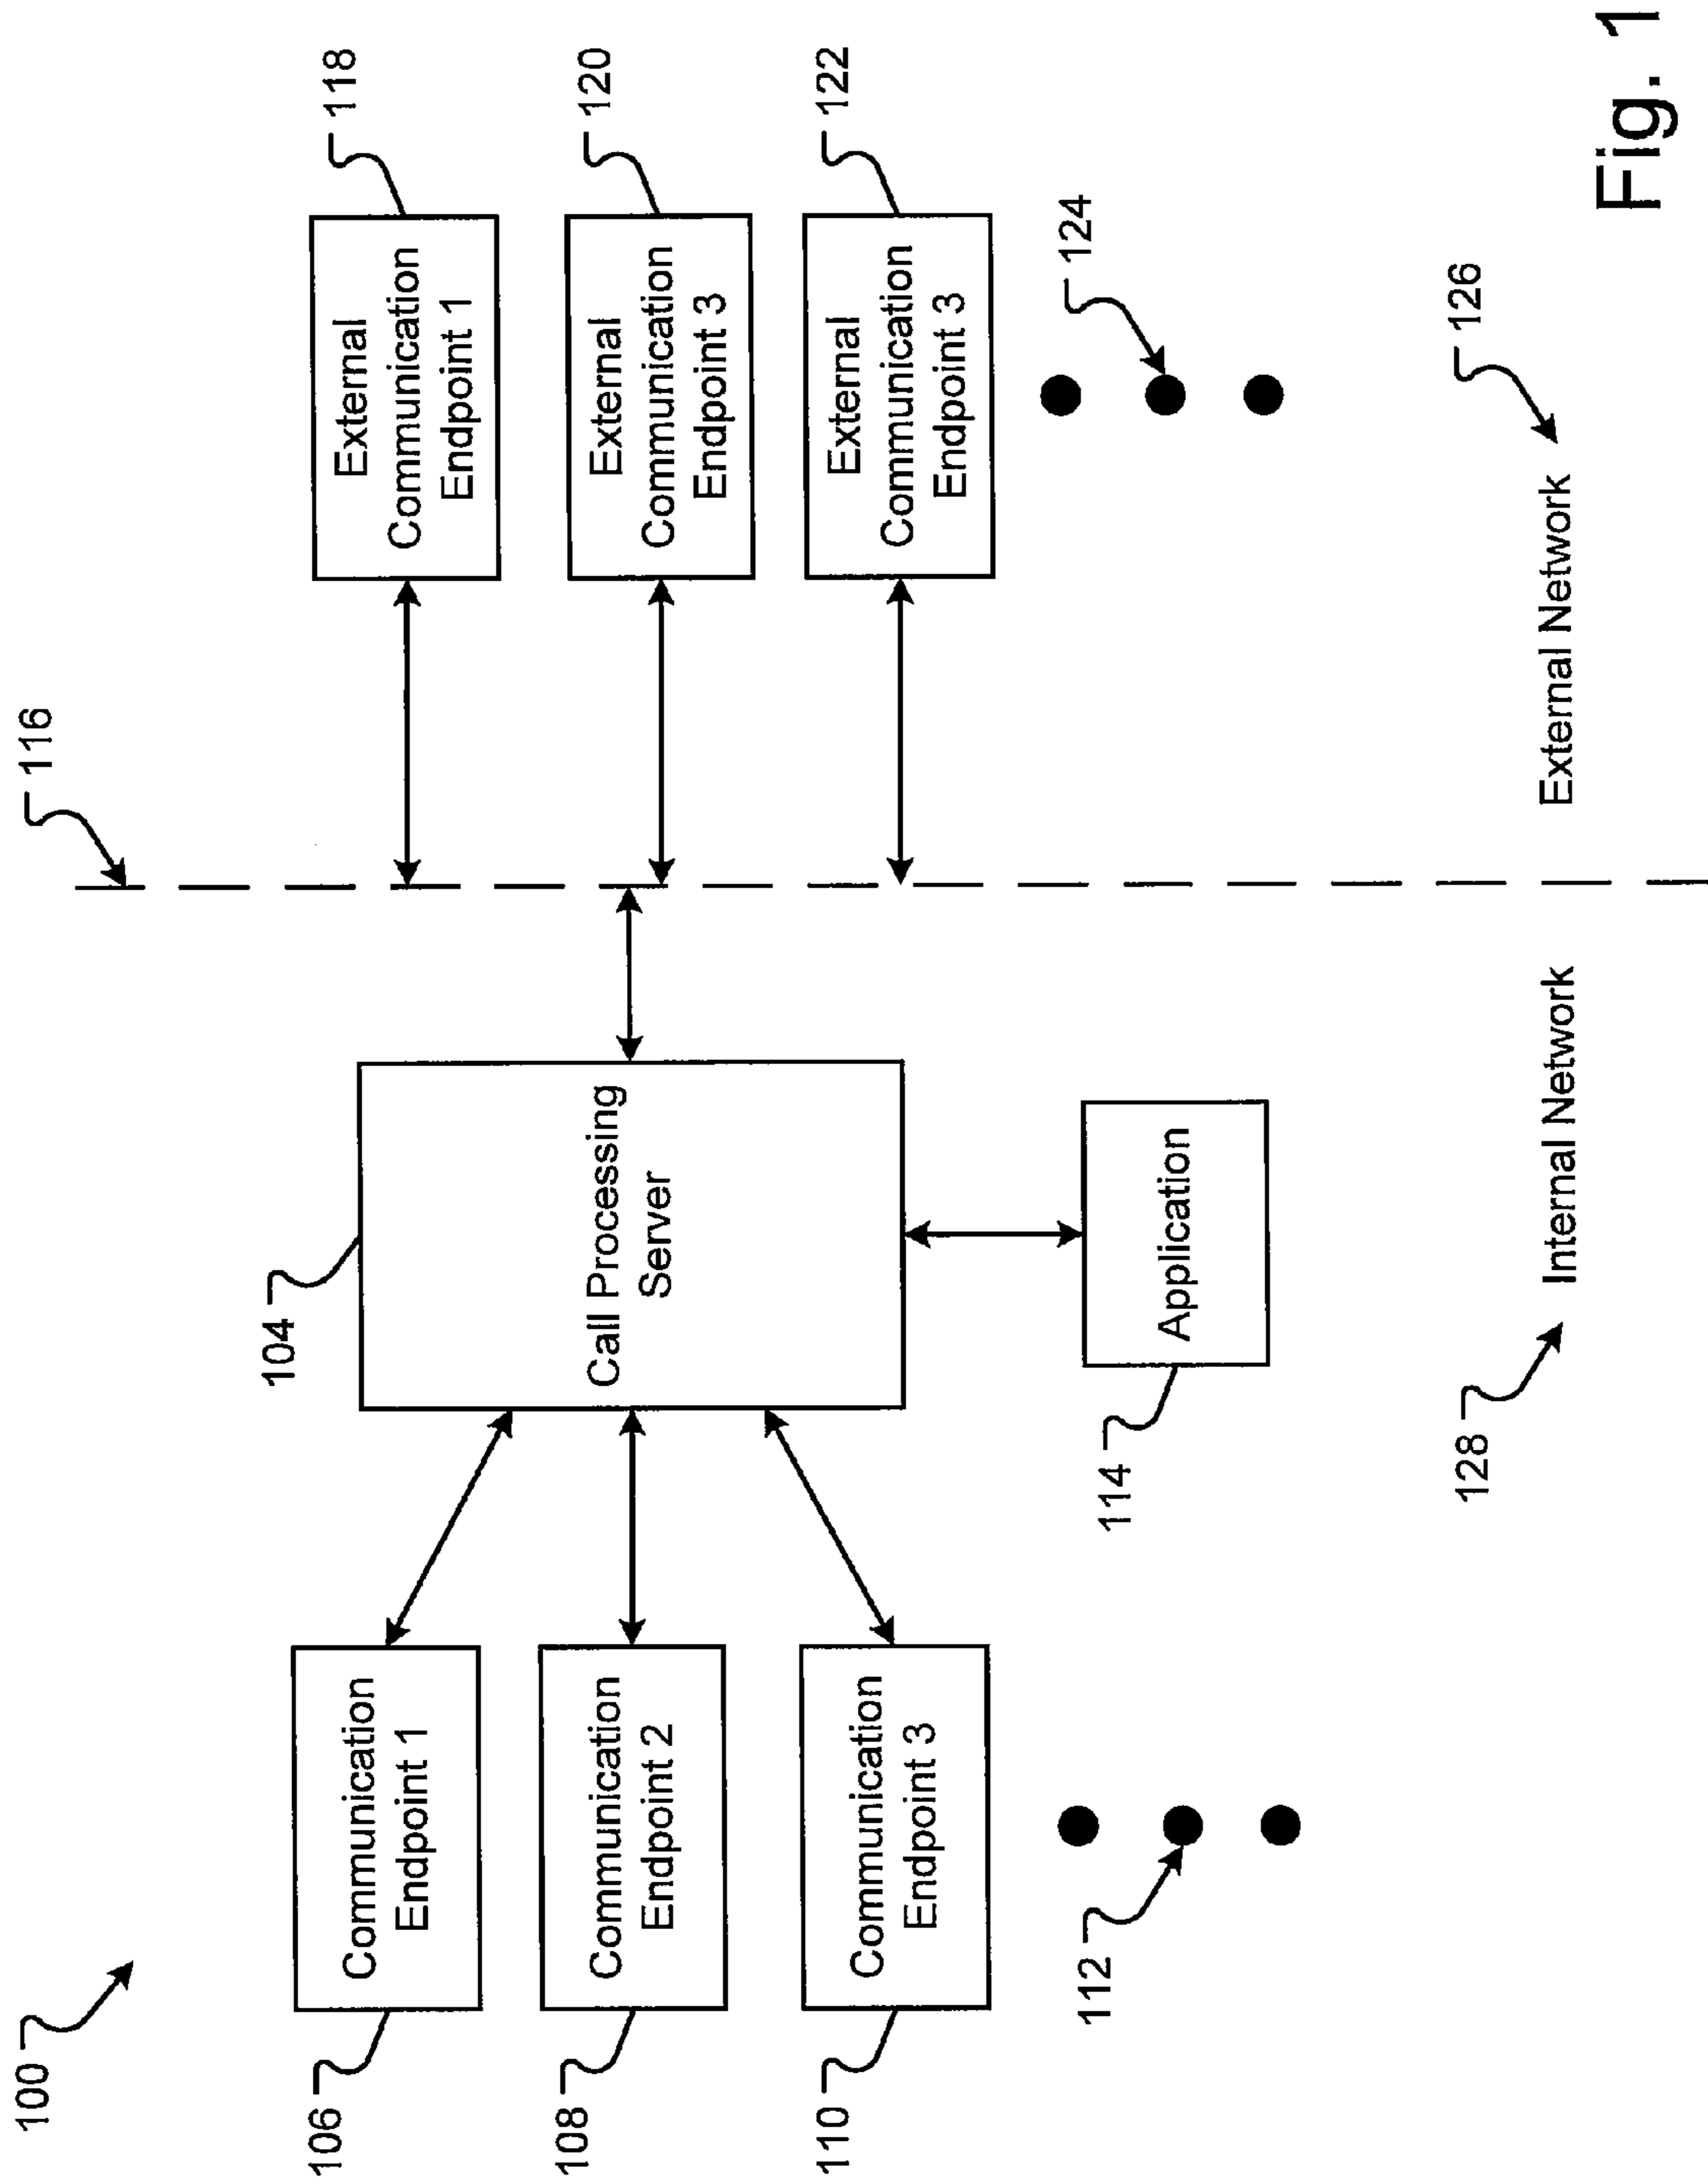 100
116
104
106
Communication
Endpoint 1
108
Communication
Endpoint 2
110
Communication
Endpoint 3
112
Call Processing
Server
114
Application
118
External
Communication
Endpoint 1
120
External
Communication
Endpoint 3
122
External
Communication
Endpoint 3
124
128
Internal Network
External Network
126
Fig. 1